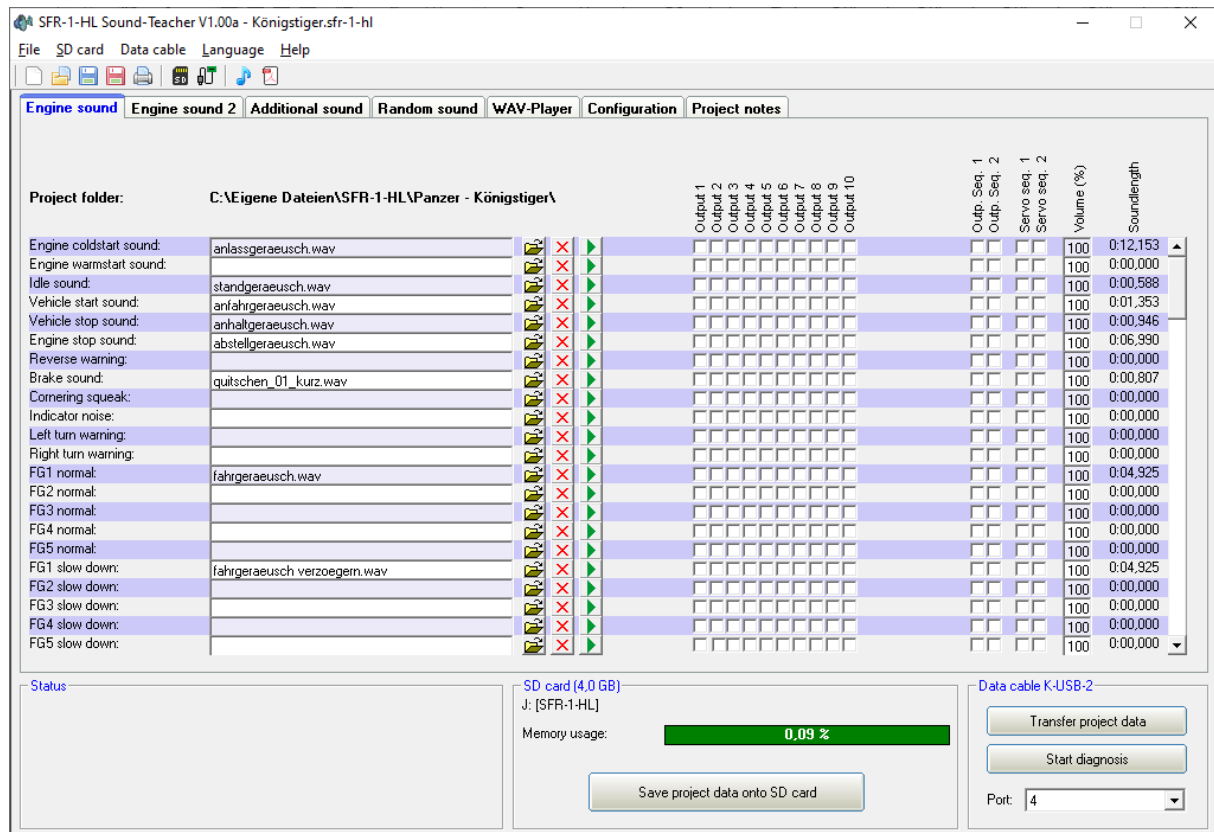 SFR-1-HL Sound-Teacher V1.00a - Königstiger.sfr-1-hl
File SD card Data cable Language Help
Engine sound Engine sound 2 Additional sound Random sound WAV-Player Configuration Project notes
Project folder: C:\Eigene Dateien\SFR-1-HL\Panzer - Königstiger\ Output 1 Output 2 Output 3 Output 4 Output 5 Output 6 Output 7 Output 8 Output 9 Output 10 Outp. Seq. 1 Outp. Seq. 2 Servo seq. 1 Servo seq. 2 Volume (%) Soundlength
Engine coldstart sound: anlassgeraeusch.wav 100 0:12,153
Engine warmstart sound: 100 0:00,000
Idle sound: standgeraeusch.wav 100 0:00,588
Vehicle start sound: anfahrgeraeusch.wav 100 0:01,353
Vehicle stop sound: anhaltgeraeusch.wav 100 0:00,946
Engine stop sound: abstellgeraeusch.wav 100 0:06,990
Reverse warning: 100 0:00,000
Brake sound: quitschen_01_kurz.wav 100 0:00,807
Cornering squeak: 100 0:00,000
Indicator noise: 100 0:00,000
Left turn warning: 100 0:00,000
Right turn warning: 100 0:00,000
FG1 normal: fahrgeraeusch.wav 100 0:04,925
FG2 normal: 100 0:00,000
FG3 normal: 100 0:00,000
FG4 normal: 100 0:00,000
FG5 normal: 100 0:00,000
FG1 slow down: fahrgeraeusch verzoegern.wav 100 0:04,925
FG2 slow down: 100 0:00,000
FG3 slow down: 100 0:00,000
FG4 slow down: 100 0:00,000
FG5 slow down: 100 0:00,000
Status
SD card (4,0 GB)
J: [SFR-1-HL]
Memory usage: 0,09 %
Save project data onto SD card
Data cable K-USB-2
Transfer project data
Start diagnosis
Port: 4